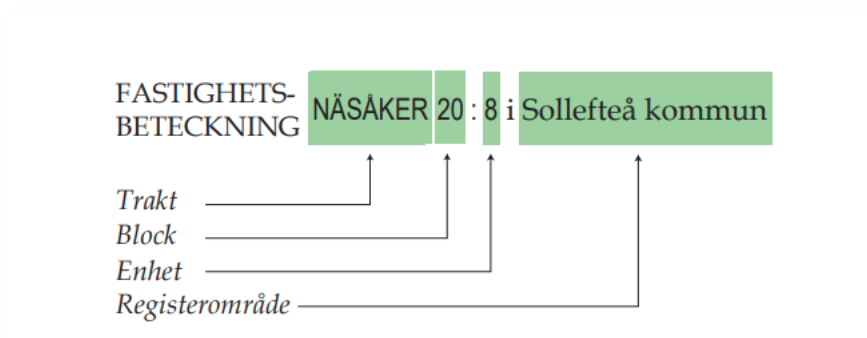 FASTIGHETS-
BETECKNING NÄSÅKER 20 : 8 i Sollefteå kommun
Trakt
Block
Enhet
Registerområde